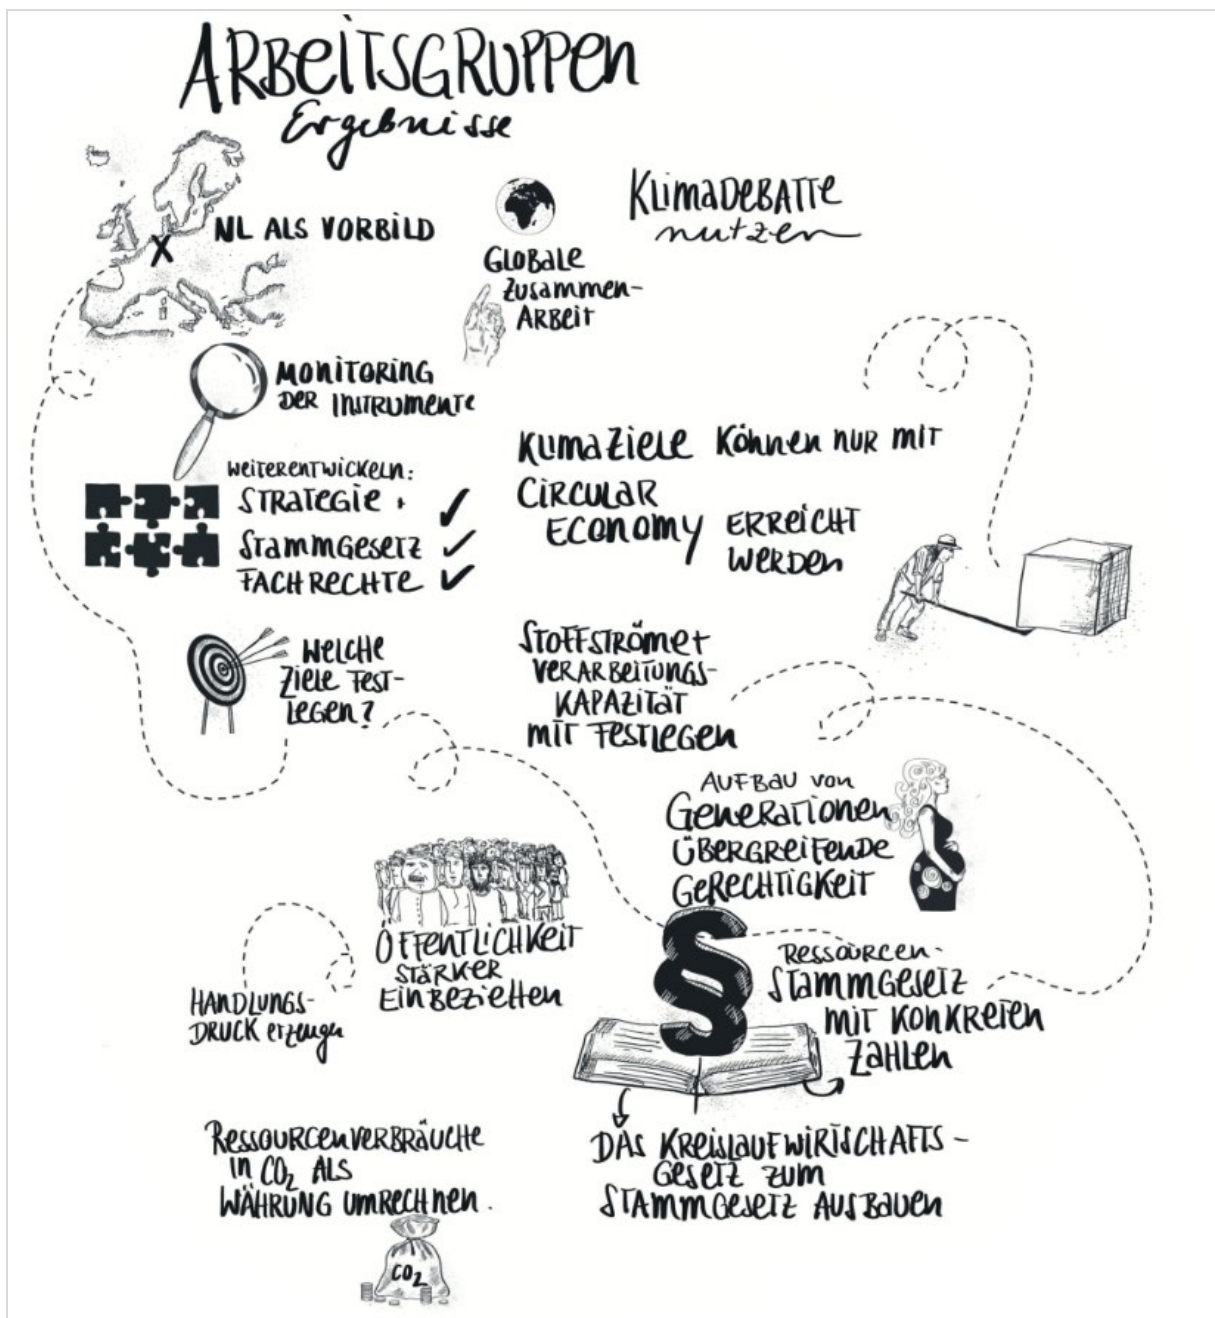 ARBEITSGRUPPEN
Ergebnisse
NL ALS VORBILD
GLOBALE
ZUSAMMEN-
ARBEIT
KLIMADEBATTE
nutzen
MONITORING
DER INSTRUMENTE
WEITERENTWICKELN:
STRATEGIE +
STAMMGESETZ
FACHRECHTE
KLIMAZIELE KÖNNEN NUR MIT
CIRCULAR
ECONOMY ERREICHT
WERDEN
WELCHE
ZIELE FEST-
LEGEN?
STOFFSTRÖME +
VERARBEITUNGS-
KAPAZITÄT
MIT FESTLEGEN
AUFBAU VON
GENERATIONEN
ÜBERGREIFENDE
GERECHTIGKEIT
ÖFFENTLICHKEIT
STÄRKER
EINBEZIEHEN
HANDLUNGS-
DRUCK erzeugen
§
RESSOURCEN-
STAMMGESETZ
MIT KONKRETEN
ZAHLEN
RESSOURCENVERBRÄUCHE
IN CO₂ ALS
WÄHRUNG UMRECHNEN.
CO₂
DAS KREISLAUFWIRTSCHAFTS-
GESETZ ZUM
STAMMGESETZ AUSBAUEN